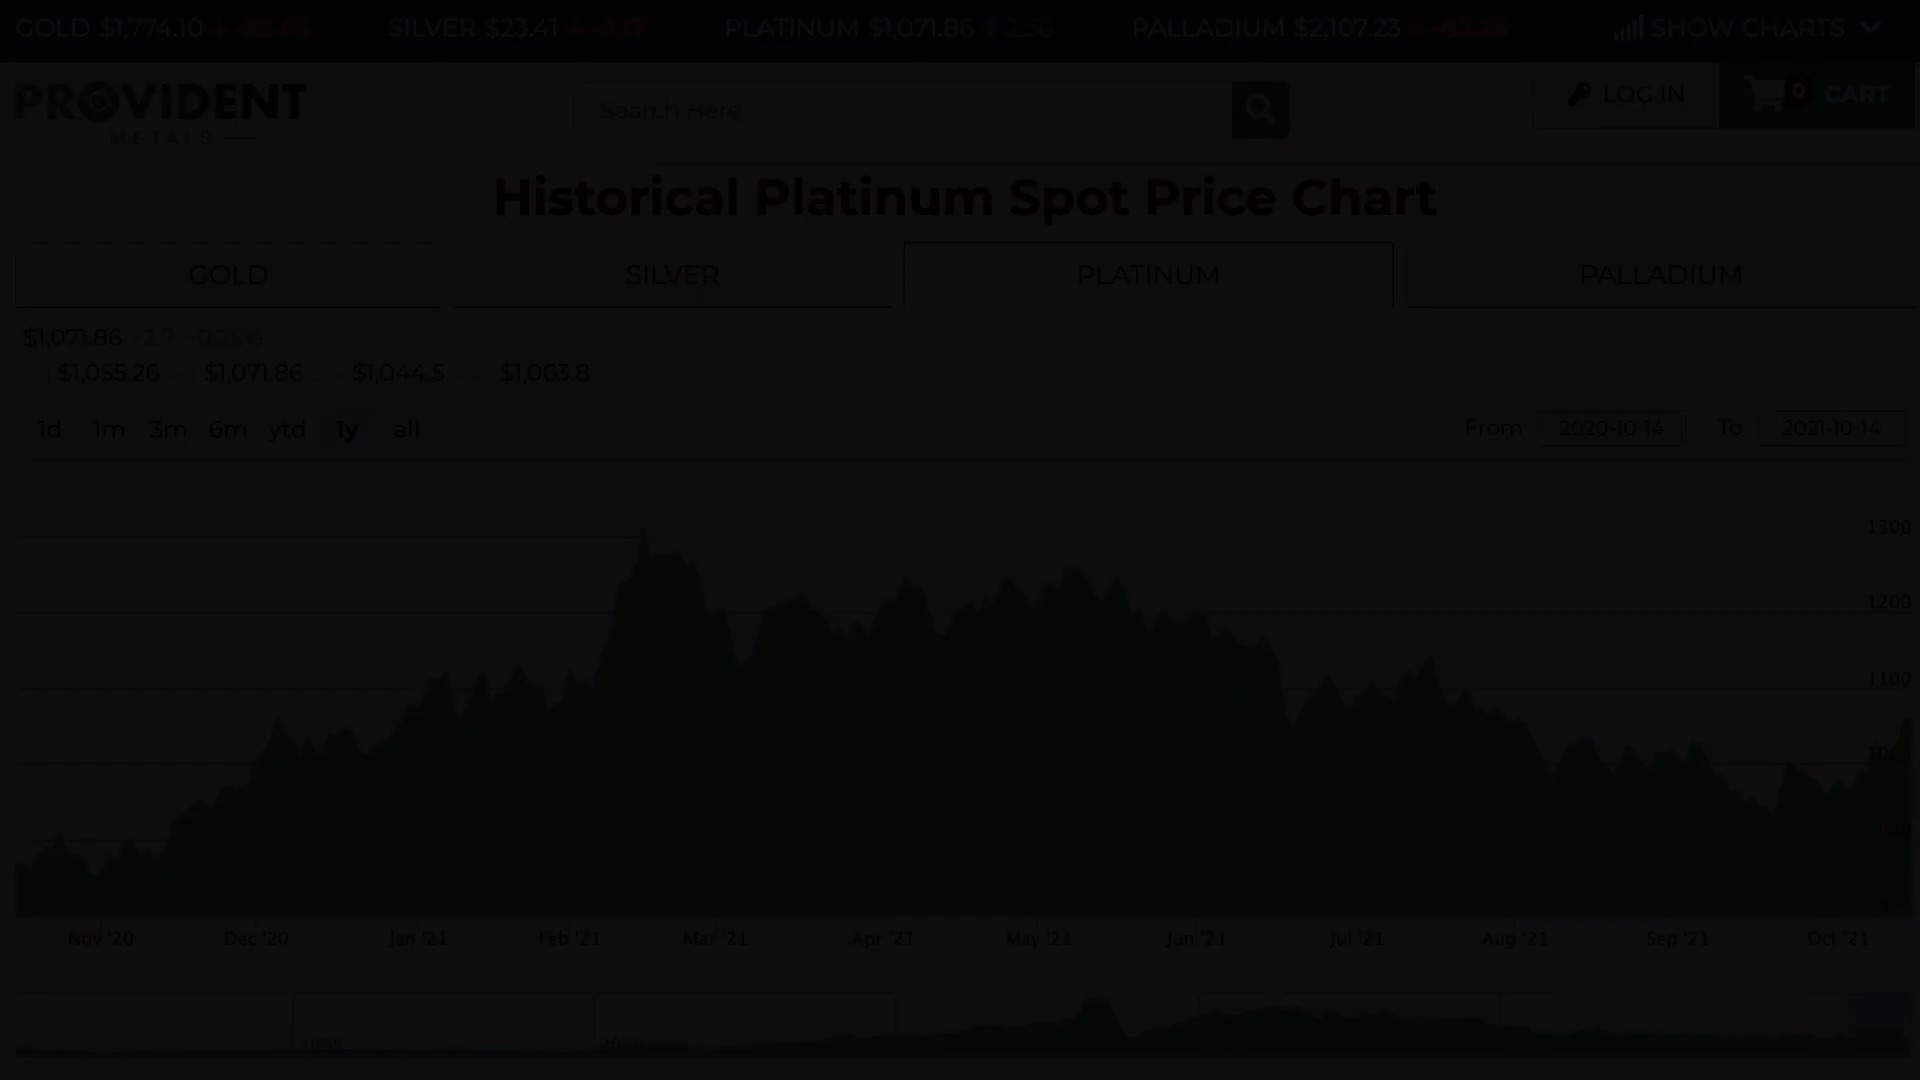 GOLD $1,774.10 SILVER $23.41 PLATINUM $1,071.86 2.56 PALLADIUM $2,107.23 SHOW CHARTS
PROVIDENT
METALS
Search Here
LOG IN
0 CART
Historical Platinum Spot Price Chart
GOLD SILVER PLATINUM PALLADIUM
$1,071.86
$1,055.26 $1,071.86 $1,044.5 $1,063.8
1d 1m 3m 6m ytd 1y all
From 2020-10-14 To 2021-10-14
1300
1200
1100
Nov '20 Dec '20 Jan '21 Feb '21 Mar '21 Apr '21 May '21 Jun '21 Jul '21 Aug '21 Sep '21 Oct '21